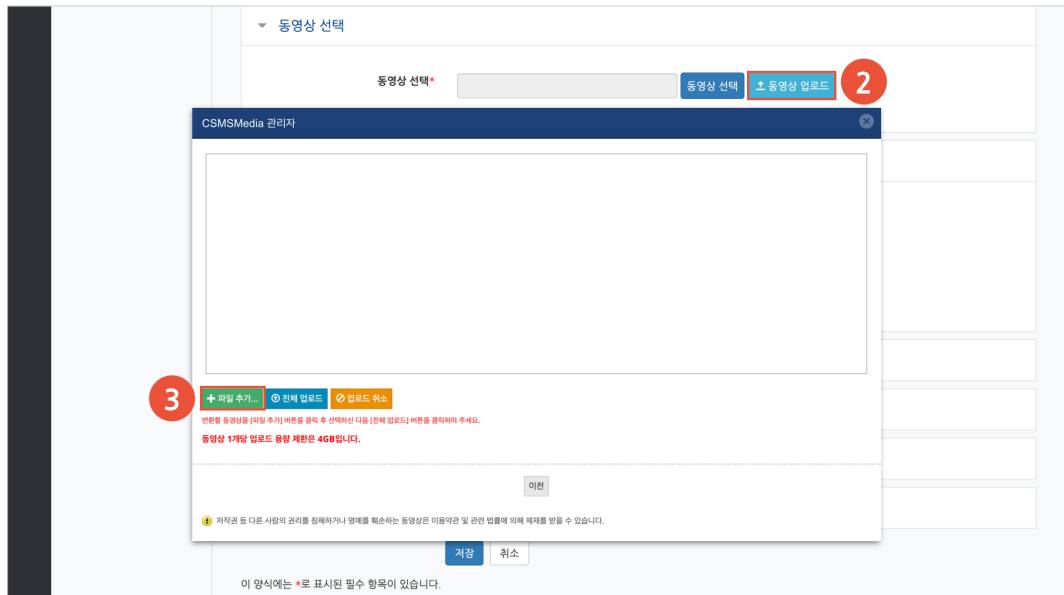 동영상 선택
동영상 선택* 동영상 선택 동영상 업로드 2
CSMSMedia 관리자
3 파일 추가... 전체 업로드 업로드 취소
변환할 동영상을 [파일 추가] 버튼을 클릭 후 선택하신 다음 [전체 업로드] 버튼을 클릭하여 주세요.
동영상 1개당 업로드 용량 제한은 4GB입니다.
이전
저작권 등 다른 사람의 권리를 침해하거나 명예를 훼손하는 동영상은 이용약관 및 관련 법률에 의해 제재를 받을 수 있습니다.
저장 취소
이 양식에는 *로 표시된 필수 항목이 있습니다.